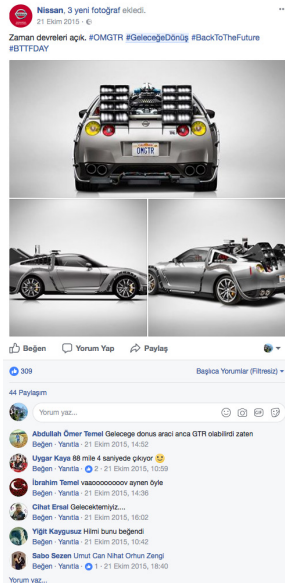 Nissan, 3 yeni fotoğraf ekledi.
21 Ekim 2015 ·
Zaman devreleri açık. #OMGTR #GeleceğeDönüş #BackToTheFuture
#BTTFDAY
OMGTR
Beğen Yorum Yap Paylaş
309 Başlıca Yorumlar (Filtresiz)
44 Paylaşım
Yorum yaz...
Abdullah Ömer Temel Gelecege donus araci anca GTR olabilirdi zaten
Beğen · Yanıtla · 21 Ekim 2015, 14:52
Uygar Kaya 88 mile 4 saniyede çıkıyor
Beğen · Yanıtla · 2 · 21 Ekim 2015, 10:59
İbrahim Temel vaaoooooooov aynen öyle
Beğen · Yanıtla · 21 Ekim 2015, 14:36
Cihat Ersal Gelecektemiyiz....
Beğen · Yanıtla · 21 Ekim 2015, 16:02
Yiğit Kaygusuz Hilmi bunu beğendi
Beğen · Yanıtla · 21 Ekim 2015, 10:42
Sabo Sezen Umut Can Nihat Orhun Zengi
Beğen · Yanıtla · 1 · 21 Ekim 2015, 18:40
Yorum yaz...